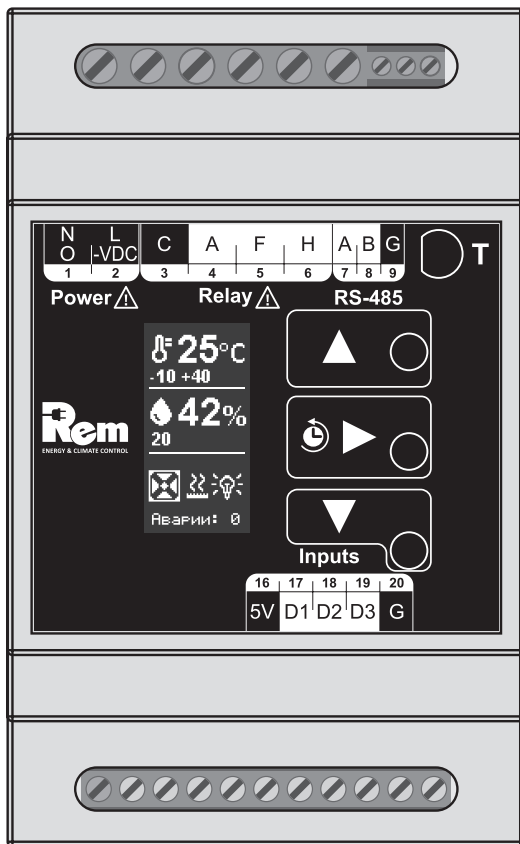 N L C A F H A B G
O -VDC
1 2 3 4 5 6 7 8 9
T
Power Relay RS-485
25°C
-10 +40
42%
20
Rem
ENERGY & CLIMATE CONTROL
Аварии: 0
Inputs
16 17 18 19 20
5V D1 D2 D3 G